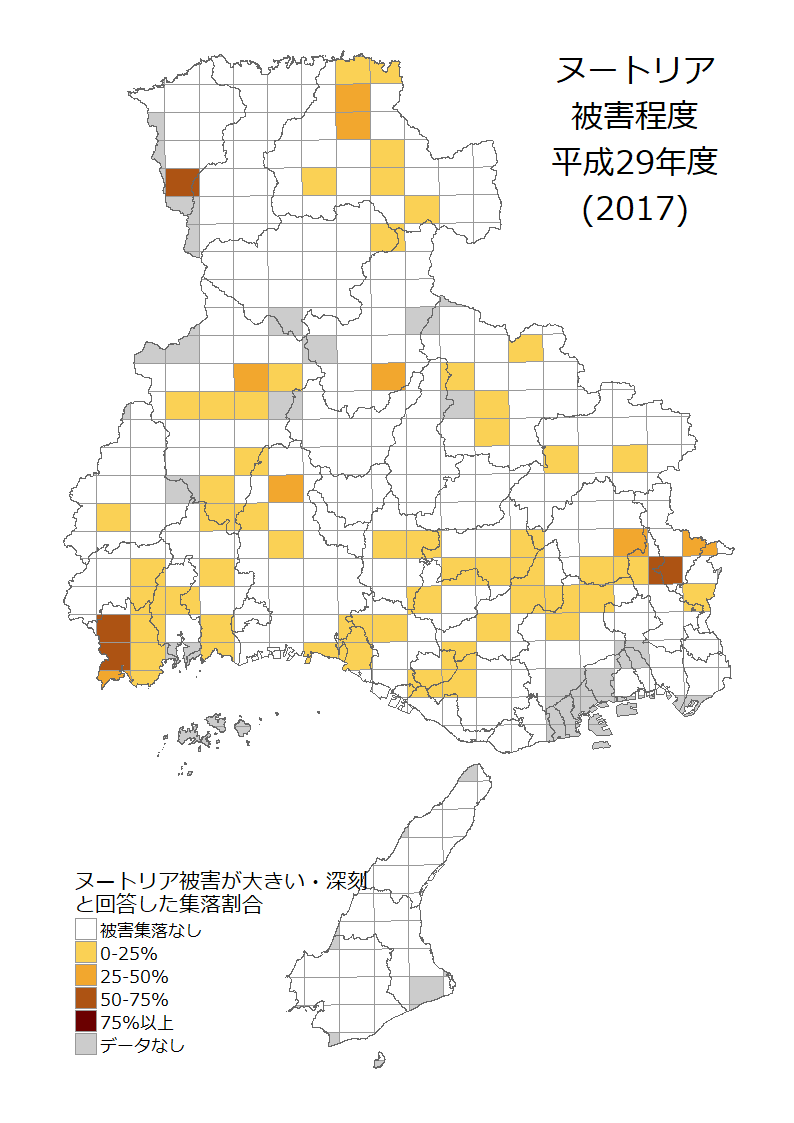 ヌートリア
被害程度
平成29年度
(2017)
ヌートリア被害が大きい・深刻
と回答した集落割合
被害集落なし
0-25%
25-50%
50-75%
75%以上
データなし